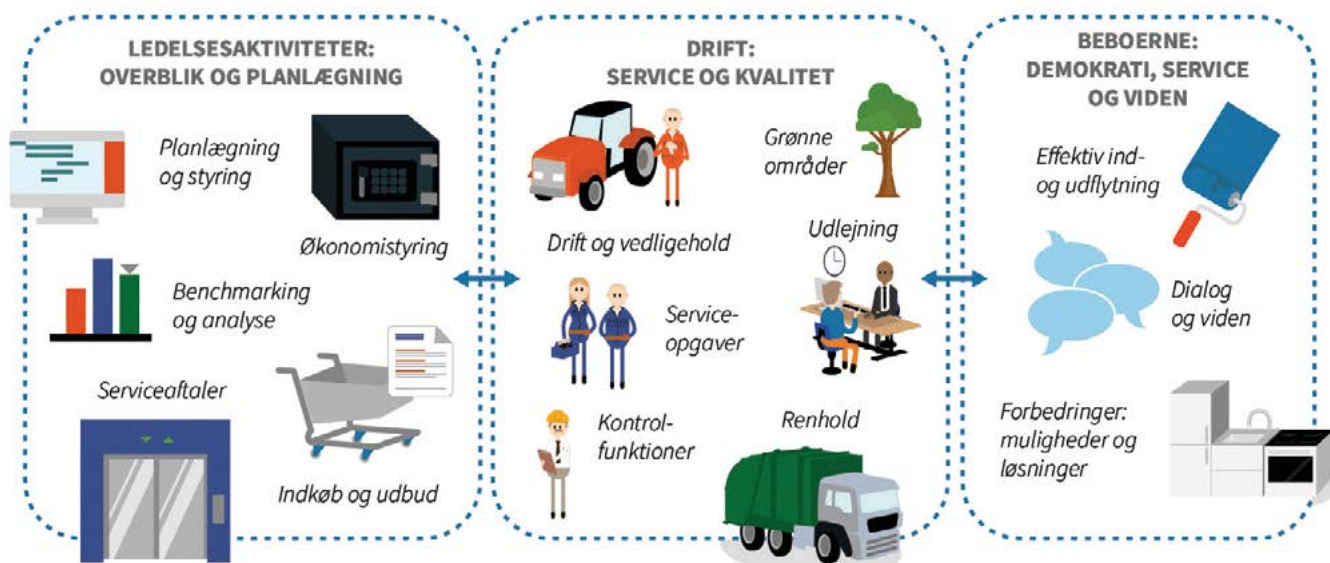 LEDELSESAKTIVITETER:
OVERBLIK OG PLANLÆGNING
Planlægning
og styring
Økonomistyring
Benchmarking
og analyse
Serviceaftaler
Indkøb og udbud
DRIFT:
SERVICE OG KVALITET
Grønne
områder
Drift og vedligehold
Udlejning
Service-
opgaver
Kontrol-
funktioner
Renhold
BEBOERNE:
DEMOKRATI, SERVICE
OG VIDEN
Effektiv ind-
og udflytning
Dialog
og viden
Forbedringer:
muligheder og
løsninger